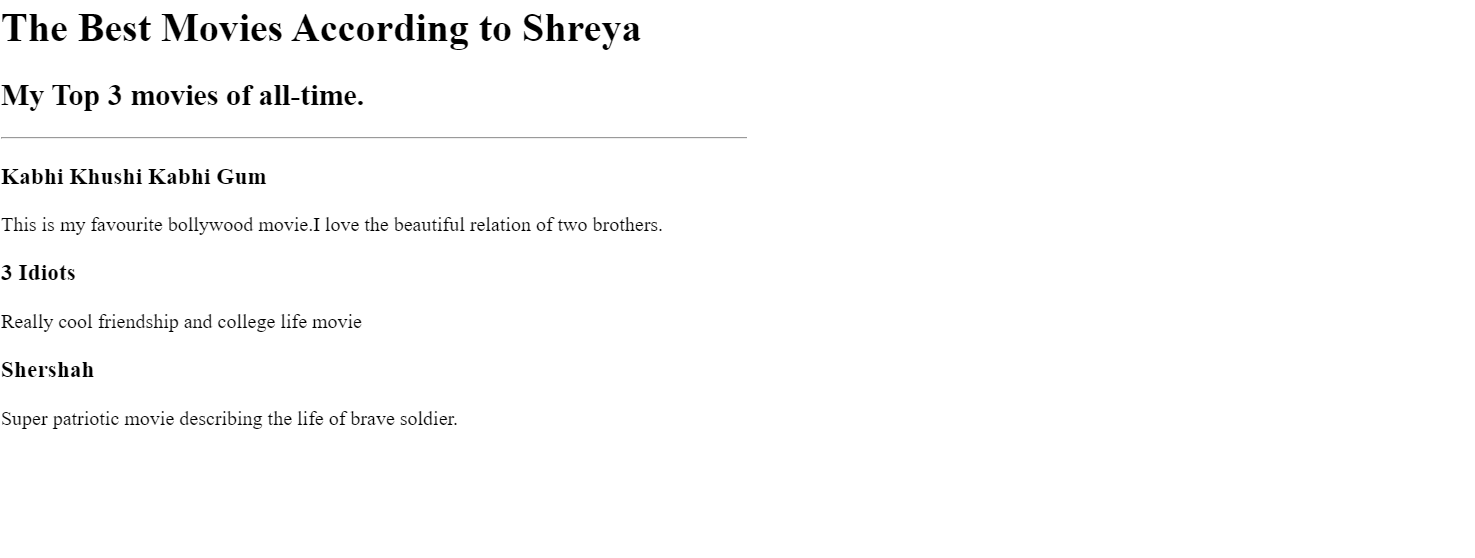 The Best Movies According to Shreya
My Top 3 movies of all-time.
Kabhi Khushi Kabhi Gum
This is my favourite bollywood movie.I love the beautiful relation of two brothers.
3 Idiots
Really cool friendship and college life movie
Shershah
Super patriotic movie describing the life of brave soldier.